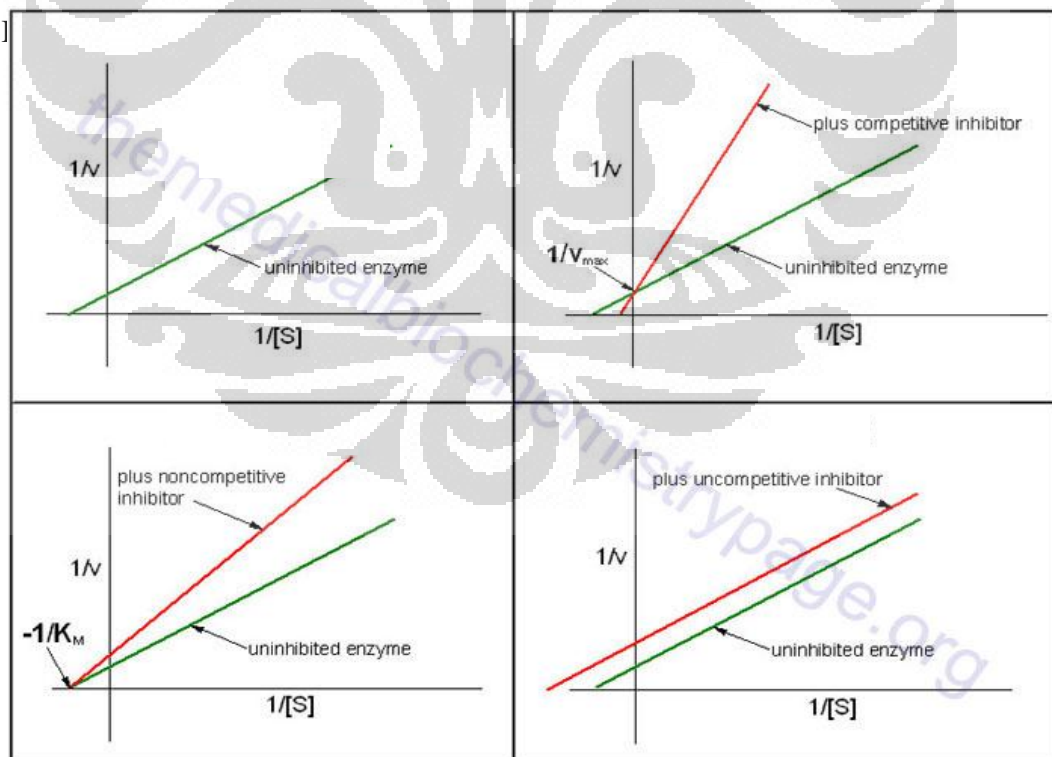 ]
1/v
uninhibited enzyme
1/[S]
plus competitive inhibitor
1/v
1/vmax
uninhibited enzyme
1/[S]
plus noncompetitive
inhibitor
1/v
-1/KM
uninhibited enzyme
1/[S]
plus uncompetitive inhibitor
1/v
uninhibited enzyme
1/[S]
themedicalbiochemistrypage.org